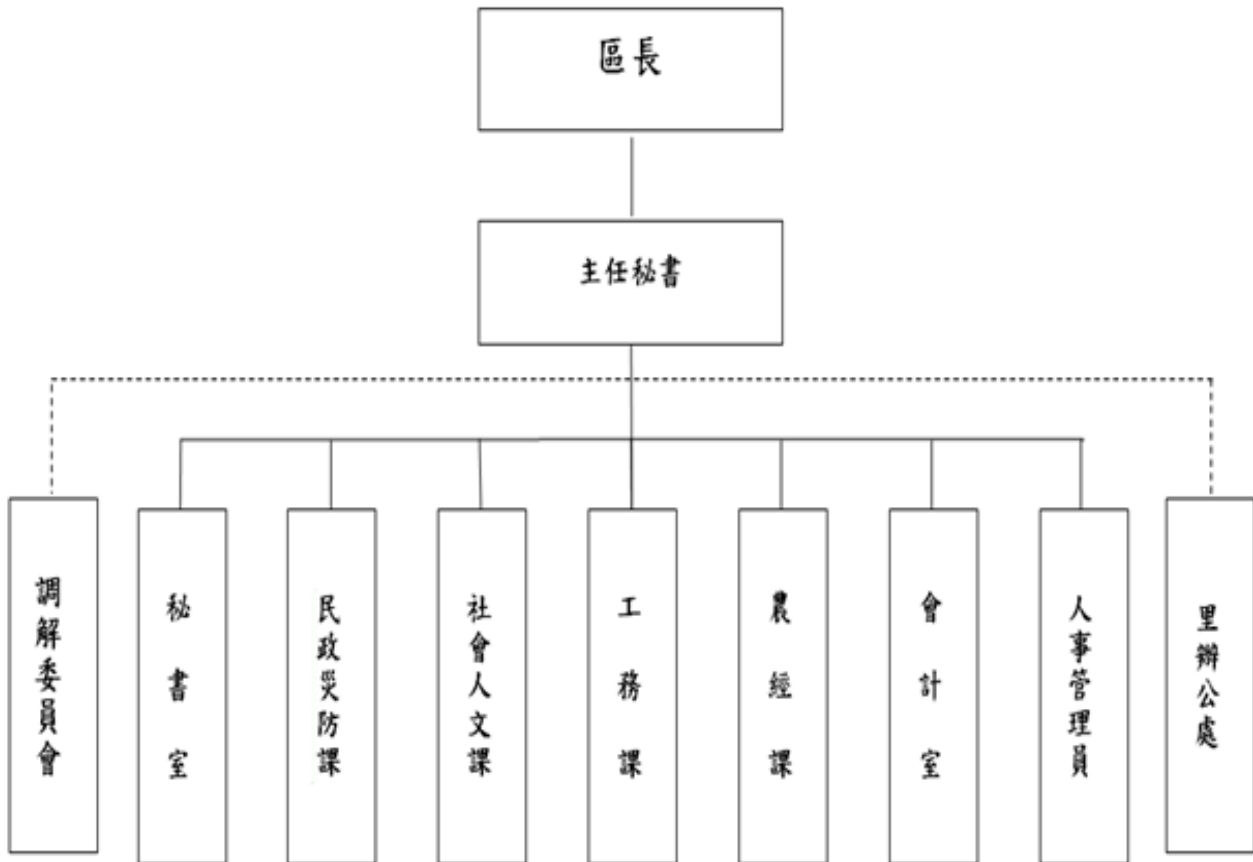 區長
主任秘書
調解委員會
秘書室
民政災防課
社會人文課
工務課
農經課
會計室
人事管理員
里辦公處